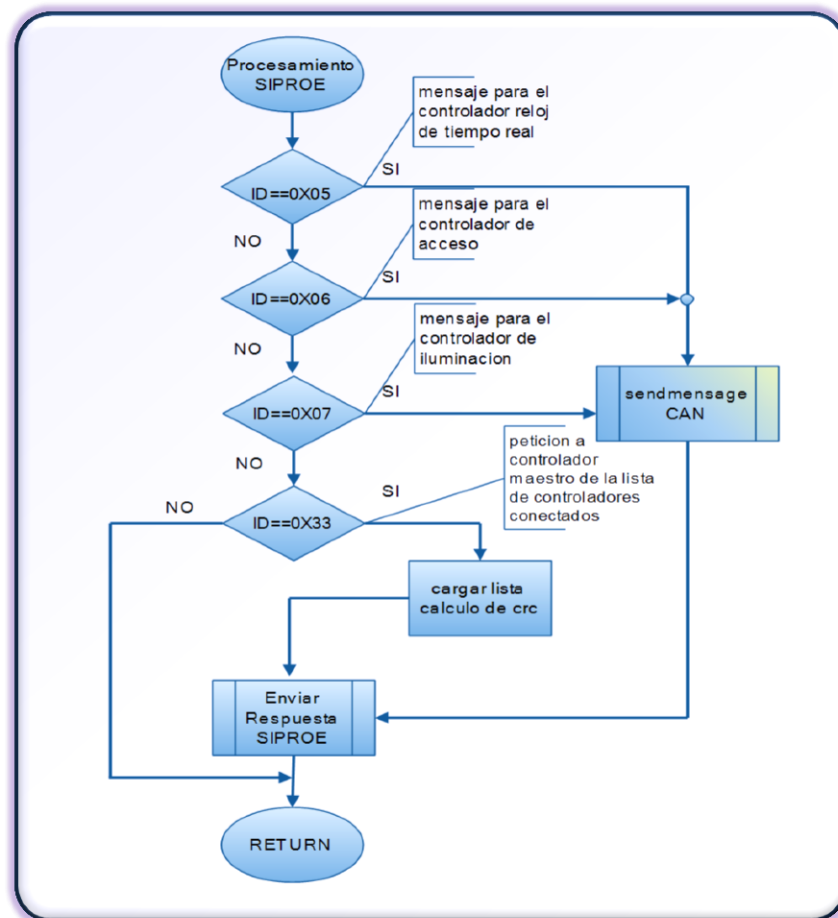 Procesamiento
SIPROE
mensaje para el
controlador reloj
de tiempo real
SI
ID==0X05
NO
mensaje para el
controlador de
acceso
SI
ID==0X06
NO
mensaje para el
controlador de
iluminacion
SI
ID==0X07
sendmensage
CAN
NO
peticion a
controlador
maestro de la lista
de controladores
conectados
SI
NO
ID==0X33
cargar lista
calculo de crc
Enviar
Respuesta
SIPROE
RETURN